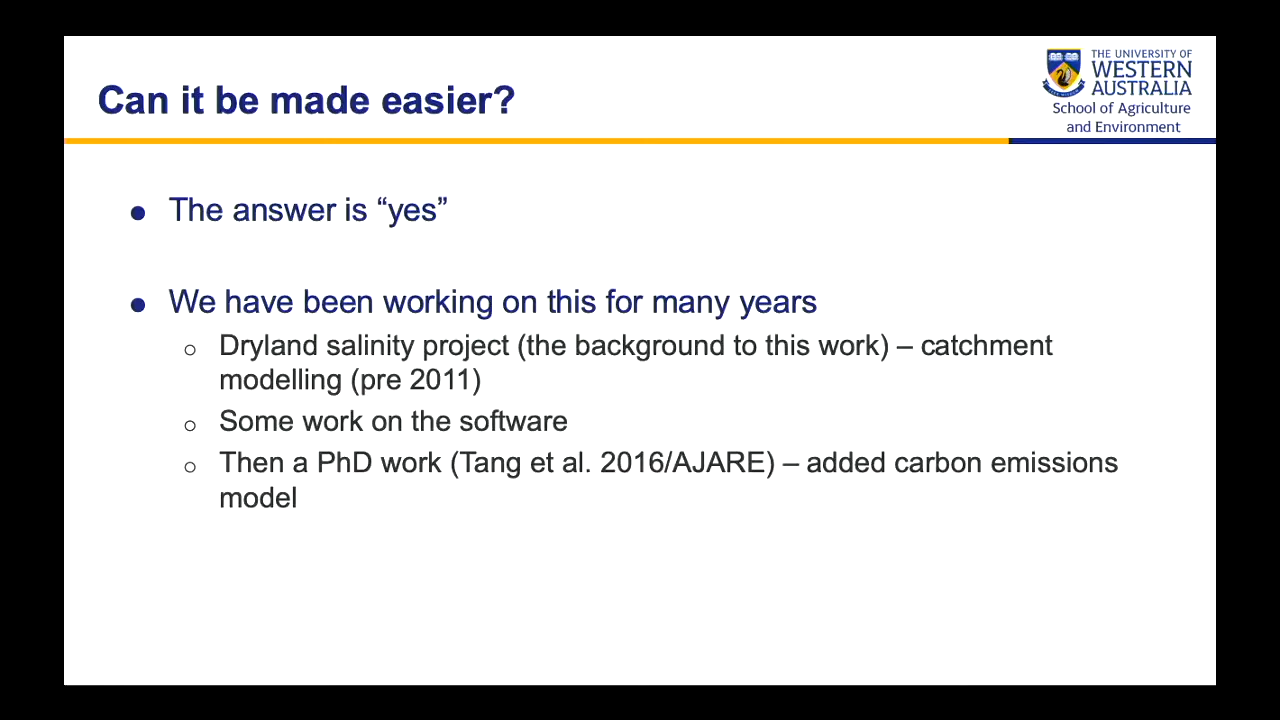 Can it be made easier?
THE UNIVERSITY OF
WESTERN
AUSTRALIA
School of Agriculture
and Environment
● The answer is “yes”
● We have been working on this for many years
○ Dryland salinity project (the background to this work) – catchment
modelling (pre 2011)
○ Some work on the software
○ Then a PhD work (Tang et al. 2016/AJARE) – added carbon emissions
model